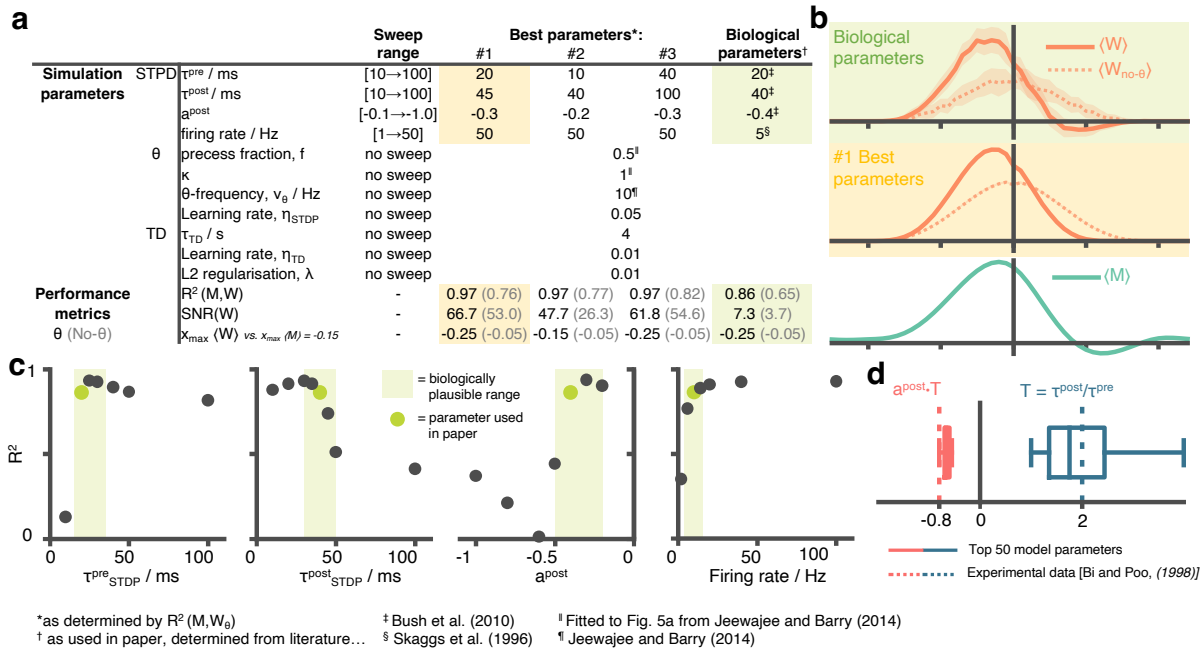 a
Sweep range
Best parameters*:
Biological parameters†
#1 #2 #3
Simulation parameters
STPD τᵖʳᵉ / ms [10→100] 20 10 40 20‡
τᵖᵒˢᵗ / ms [10→100] 45 40 100 40‡
aᵖᵒˢᵗ [-0.1→-1.0] -0.3 -0.2 -0.3 -0.4‡
firing rate / Hz [1→50] 50 50 50 5§
θ precess fraction, f no sweep 0.5ǁ
κ no sweep 1ǁ
θ-frequency, νθ / Hz no sweep 10¶
Learning rate, ηSTDP no sweep 0.05
TD τTD / s no sweep 4
Learning rate, ηTD no sweep 0.01
L2 regularisation, λ no sweep 0.01
Performance metrics
θ (No-θ)
R² (M,W) - 0.97 (0.76) 0.97 (0.77) 0.97 (0.82) 0.86 (0.65)
SNR(W) - 66.7 (53.0) 47.7 (26.3) 61.8 (54.6) 7.3 (3.7)
xmax ⟨W⟩ vs. xmax ⟨M⟩ = -0.15 - -0.25 (-0.05) -0.15 (-0.05) -0.25 (-0.05) -0.25 (-0.05)
b
Biological parameters
⟨W⟩
⟨Wno-θ⟩
#1 Best parameters
⟨M⟩
c
R²
1
0
0 50 100
τᵖʳᵉSTDP / ms
0 50 100
τᵖᵒˢᵗSTDP / ms
= biologically plausible range
= parameter used in paper
-1 -0.5 0
aᵖᵒˢᵗ
0 50 100
Firing rate / Hz
d
aᵖᵒˢᵗ·T
T = τᵖᵒˢᵗ/τᵖʳᵉ
-0.8 0 2
Top 50 model parameters
Experimental data [Bi and Poo, (1998)]
*as determined by R² (M,Wθ)
† as used in paper, determined from literature…
‡ Bush et al. (2010)
§ Skaggs et al. (1996)
ǁ Fitted to Fig. 5a from Jeewajee and Barry (2014)
¶ Jeewajee and Barry (2014)